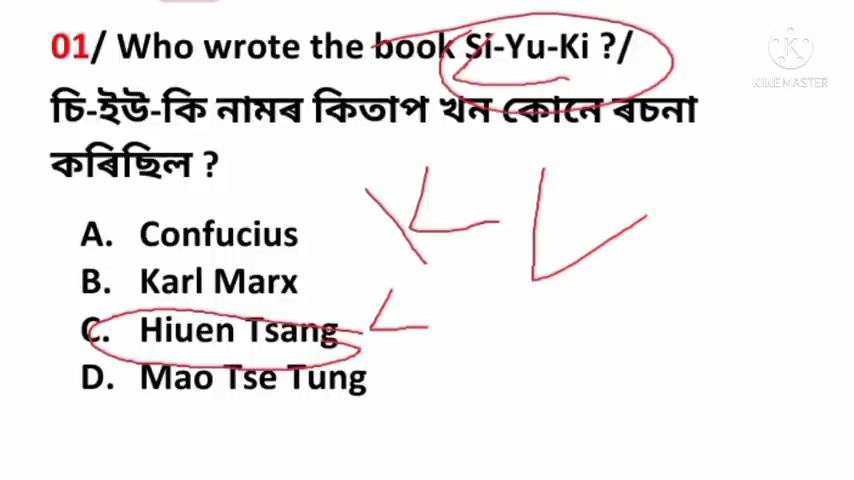 01/ Who wrote the book Si-Yu-Ki ?/
চি-ইউ-কি নামৰ কিতাপ খন কোনে ৰচনা
কৰিছিল ?
A. Confucius
B. Karl Marx
C. Hiuen Tsang
D. Mao Tse Tung
KINEMASTER